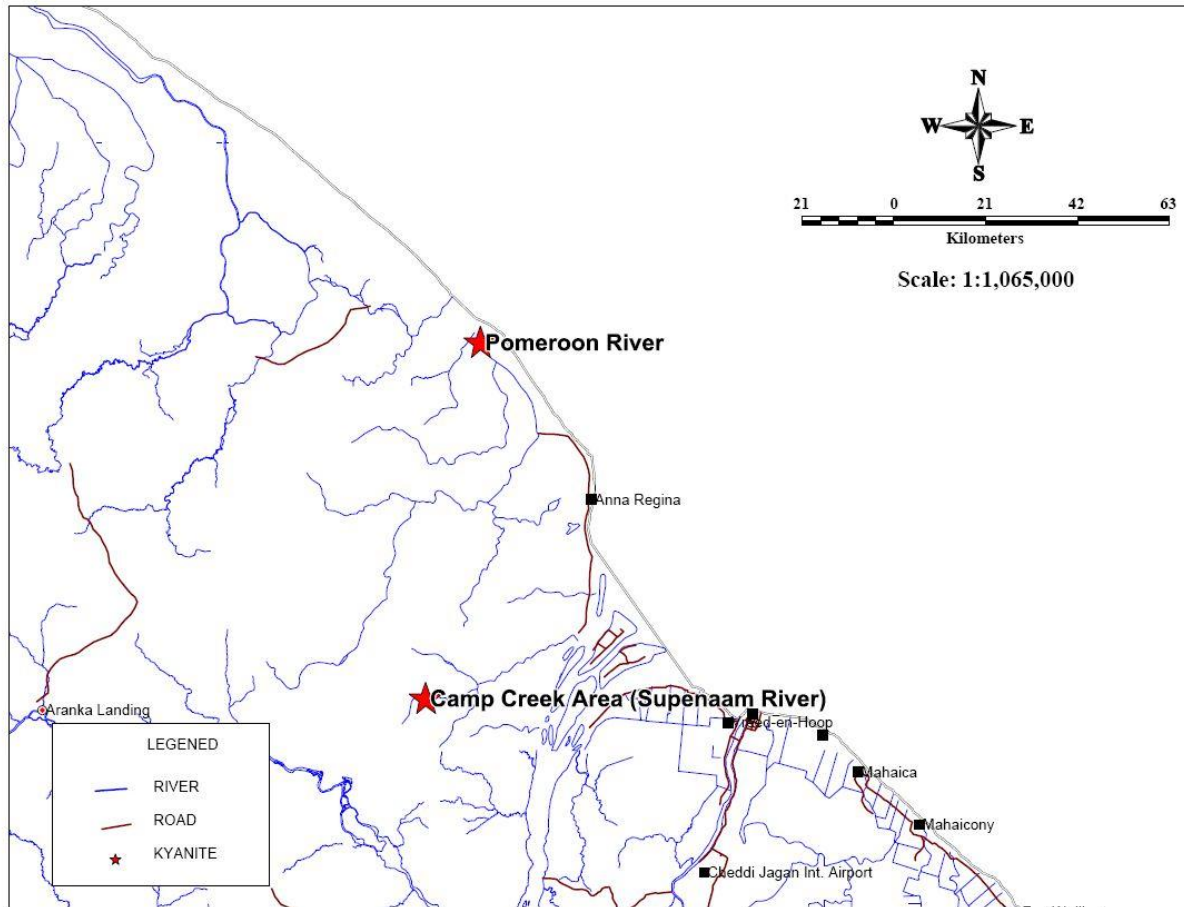 N
W E
S
21 0 21 42 63
Kilometers
Scale: 1:1,065,000
Pomeroon River
Anna Regina
Camp Creek Area (Supenaam River)
Aranka Landing
LEGENED
RIVER
ROAD
KYANITE
Mahaica
Mahaicony
Cheddi Jagan Int. Airport